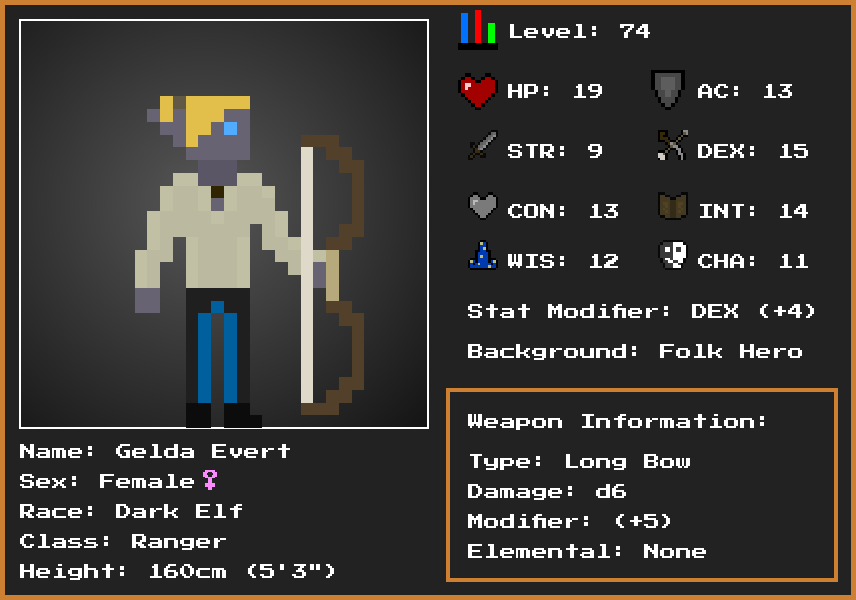 Level: 74
HP: 19 AC: 13
STR: 9 DEX: 15
CON: 13 INT: 14
WIS: 12 CHA: 11
Stat Modifier: DEX (+4)
Background: Folk Hero
Weapon Information:
Type: Long Bow
Damage: d6
Modifier: (+5)
Elemental: None
Name: Gelda Evert
Sex: Female♀
Race: Dark Elf
Class: Ranger
Height: 160cm (5'3")